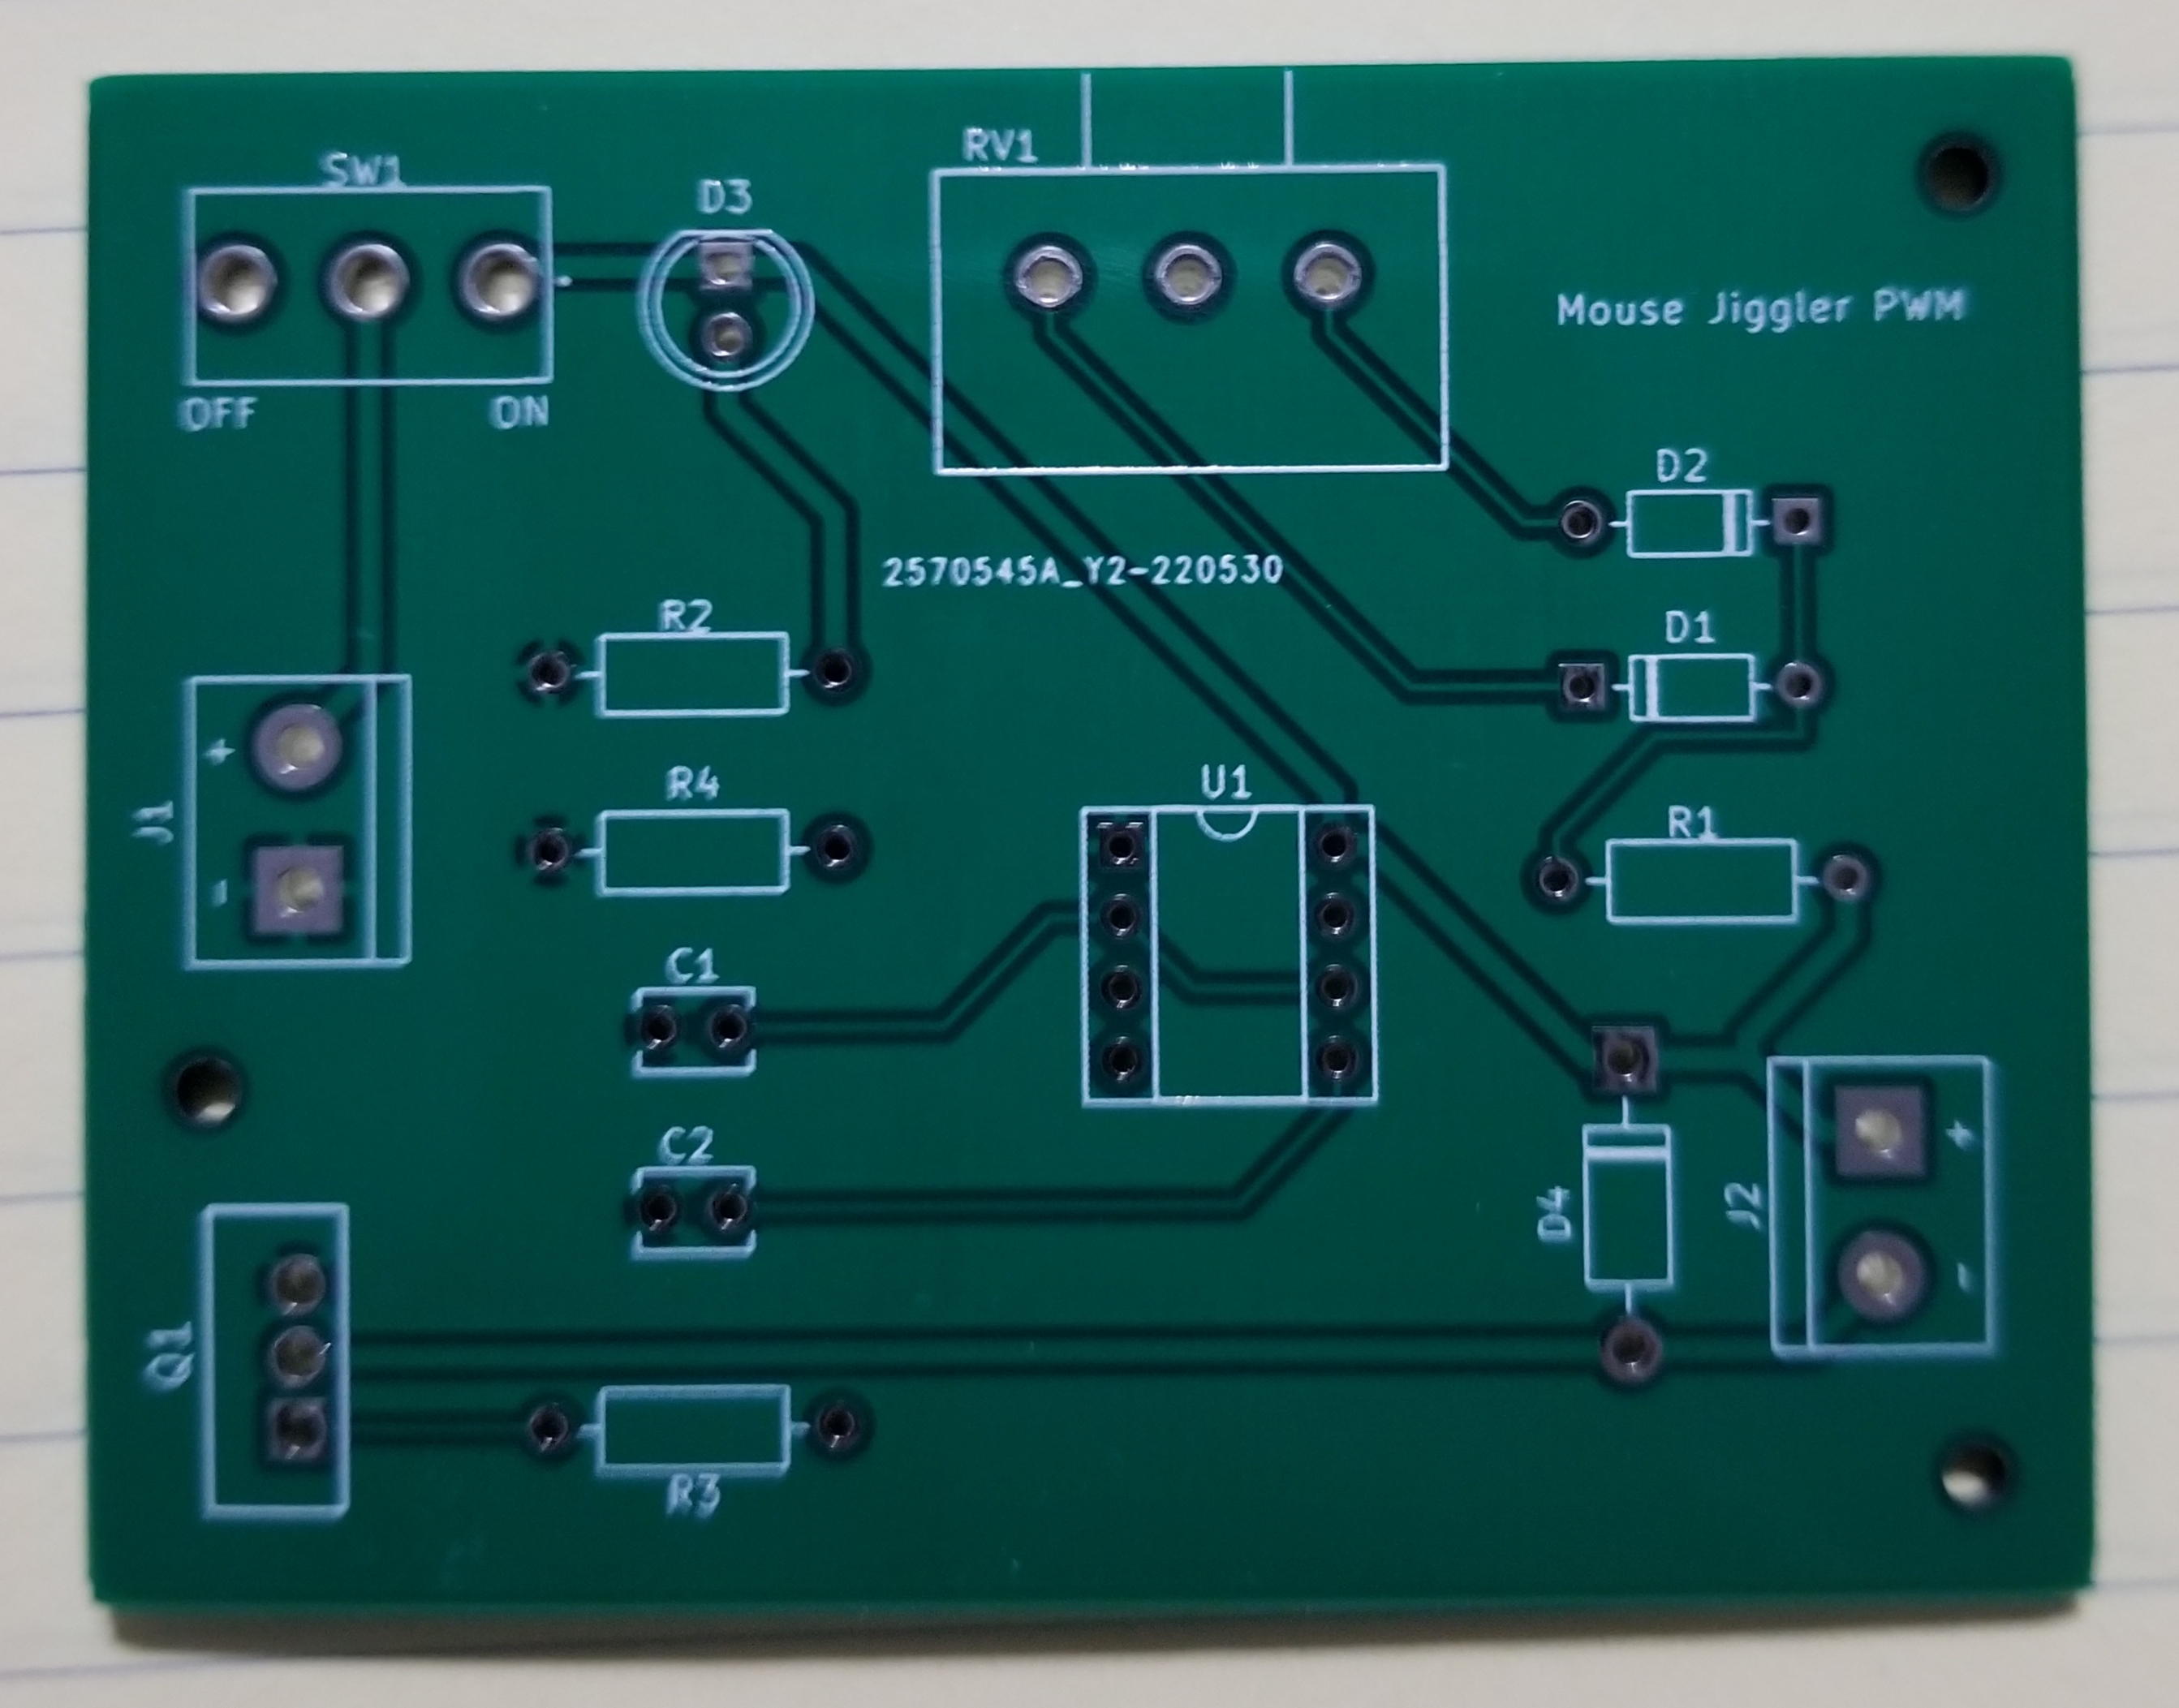 SW1
D3
RV1
Mouse Jiggler PWM
OFF
ON
D2
2570545A_Y2-220530
R2
D1
+
J1
-
R4
U1
R1
C1
C2
+
D4
J2
-
Q1
R3